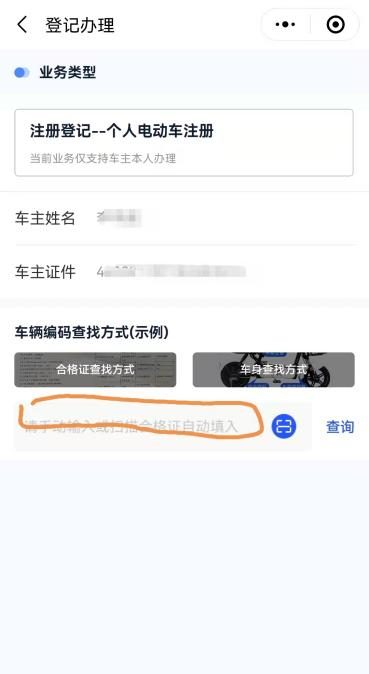 登记办理
业务类型
注册登记--个人电动车注册
当前业务仅支持车主本人办理
车主姓名
车主证件
车辆编码查找方式(示例)
合格证查找方式 车身查找方式
请手动输入或扫描合格证自动填入 查询